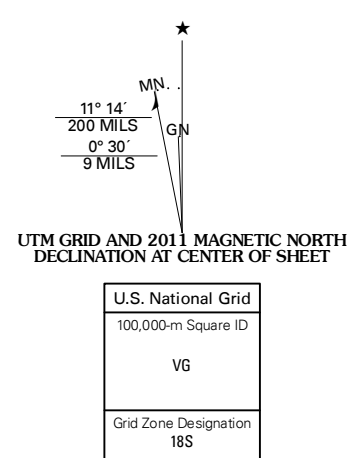 ★
MN
11° 14´
200 MILS
GN
0° 30´
9 MILS
UTM GRID AND 2011 MAGNETIC NORTH
DECLINATION AT CENTER OF SHEET
U.S. National Grid
100,000-m Square ID
VG
Grid Zone Designation
18S